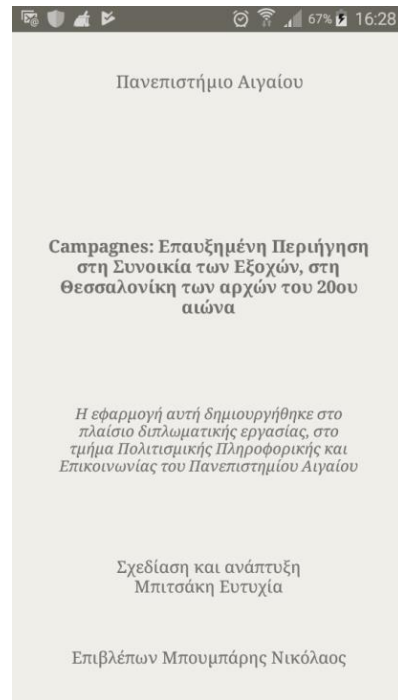 67% 16:28
Πανεπιστήμιο Αιγαίου
Campagnes: Επαυξημένη Περιήγηση
στη Συνοικία των Εξοχών, στη
Θεσσαλονίκη των αρχών του 20ου
αιώνα
Η εφαρμογή αυτή δημιουργήθηκε στο
πλαίσιο διπλωματικής εργασίας, στο
τμήμα Πολιτισμικής Πληροφορικής και
Επικοινωνίας του Πανεπιστημίου Αιγαίου
Σχεδίαση και ανάπτυξη
Μπιτσάκη Ευτυχία
Επιβλέπων Μπουμπάρης Νικόλαος